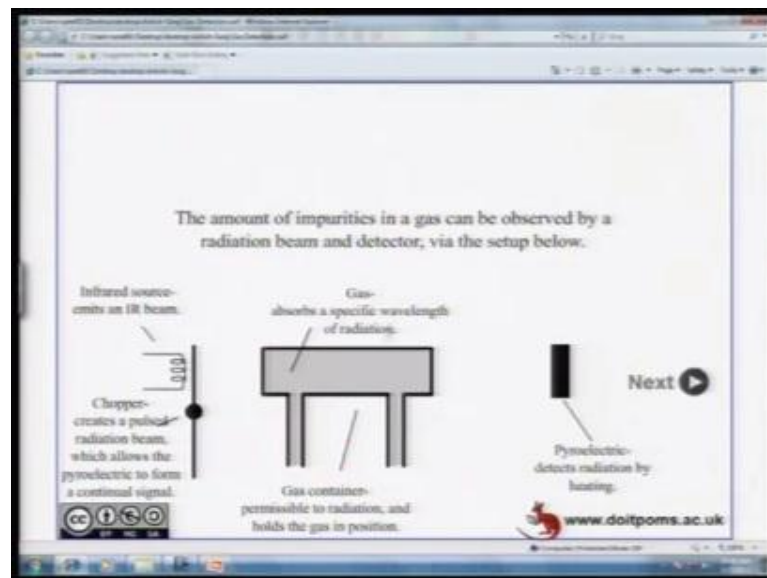 The amount of impurities in a gas can be observed by a
radiation beam and detector, via the setup below.
Infrared source-
emits an IR beam.
Gas-
absorbs a specific wavelength
of radiation.
Chopper-
creates a pulsed
radiation beam,
which allows the
pyroelectric to form
a continual signal.
Gas container-
permissible to radiation, and
holds the gas in position.
Next
Pyroelectric-
detects radiation by
heating.
cc
www.doitpoms.ac.uk